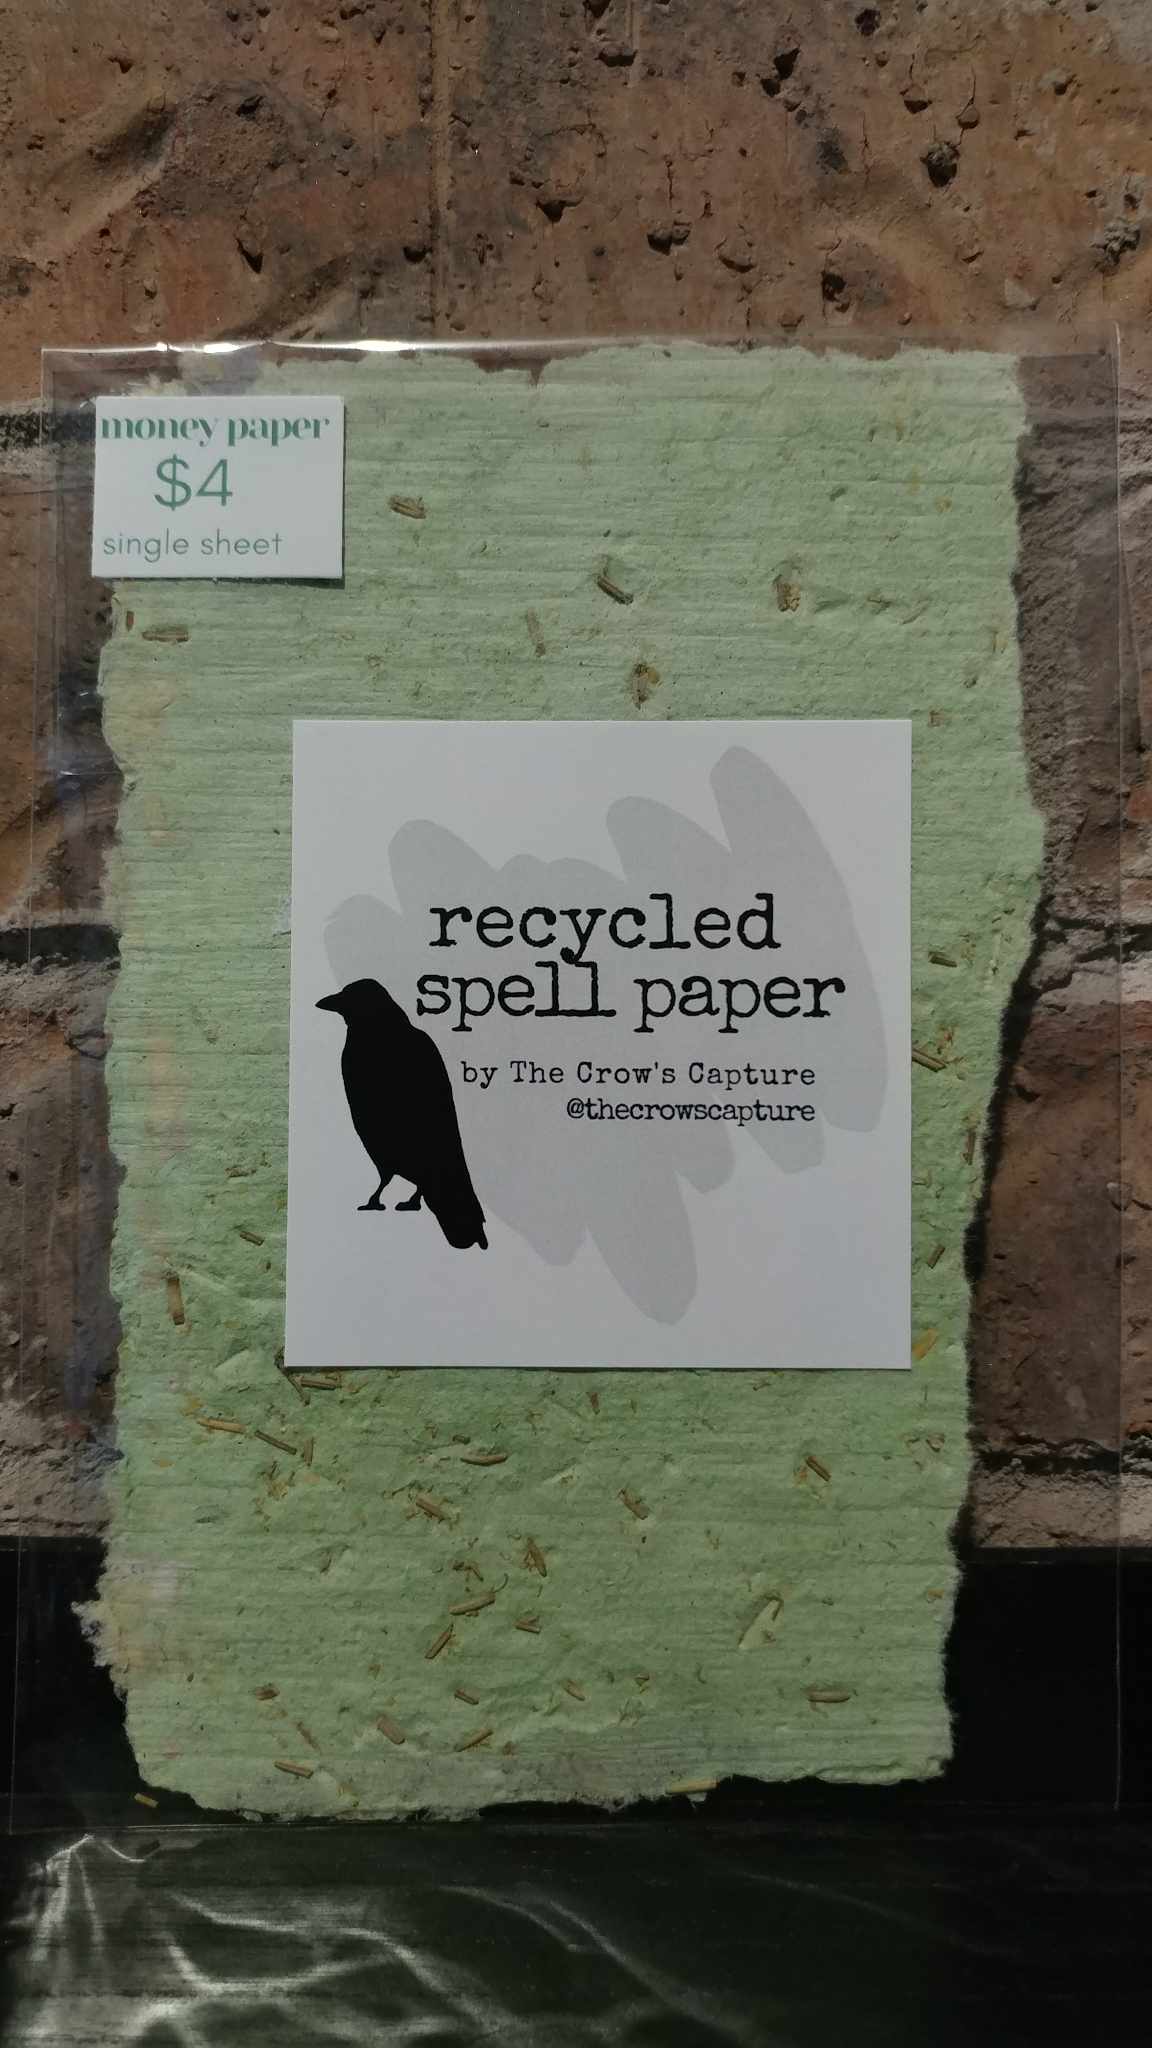 money paper
$4
single sheet
recycled
spell paper
by The Crow's Capture
@thecrowscapture